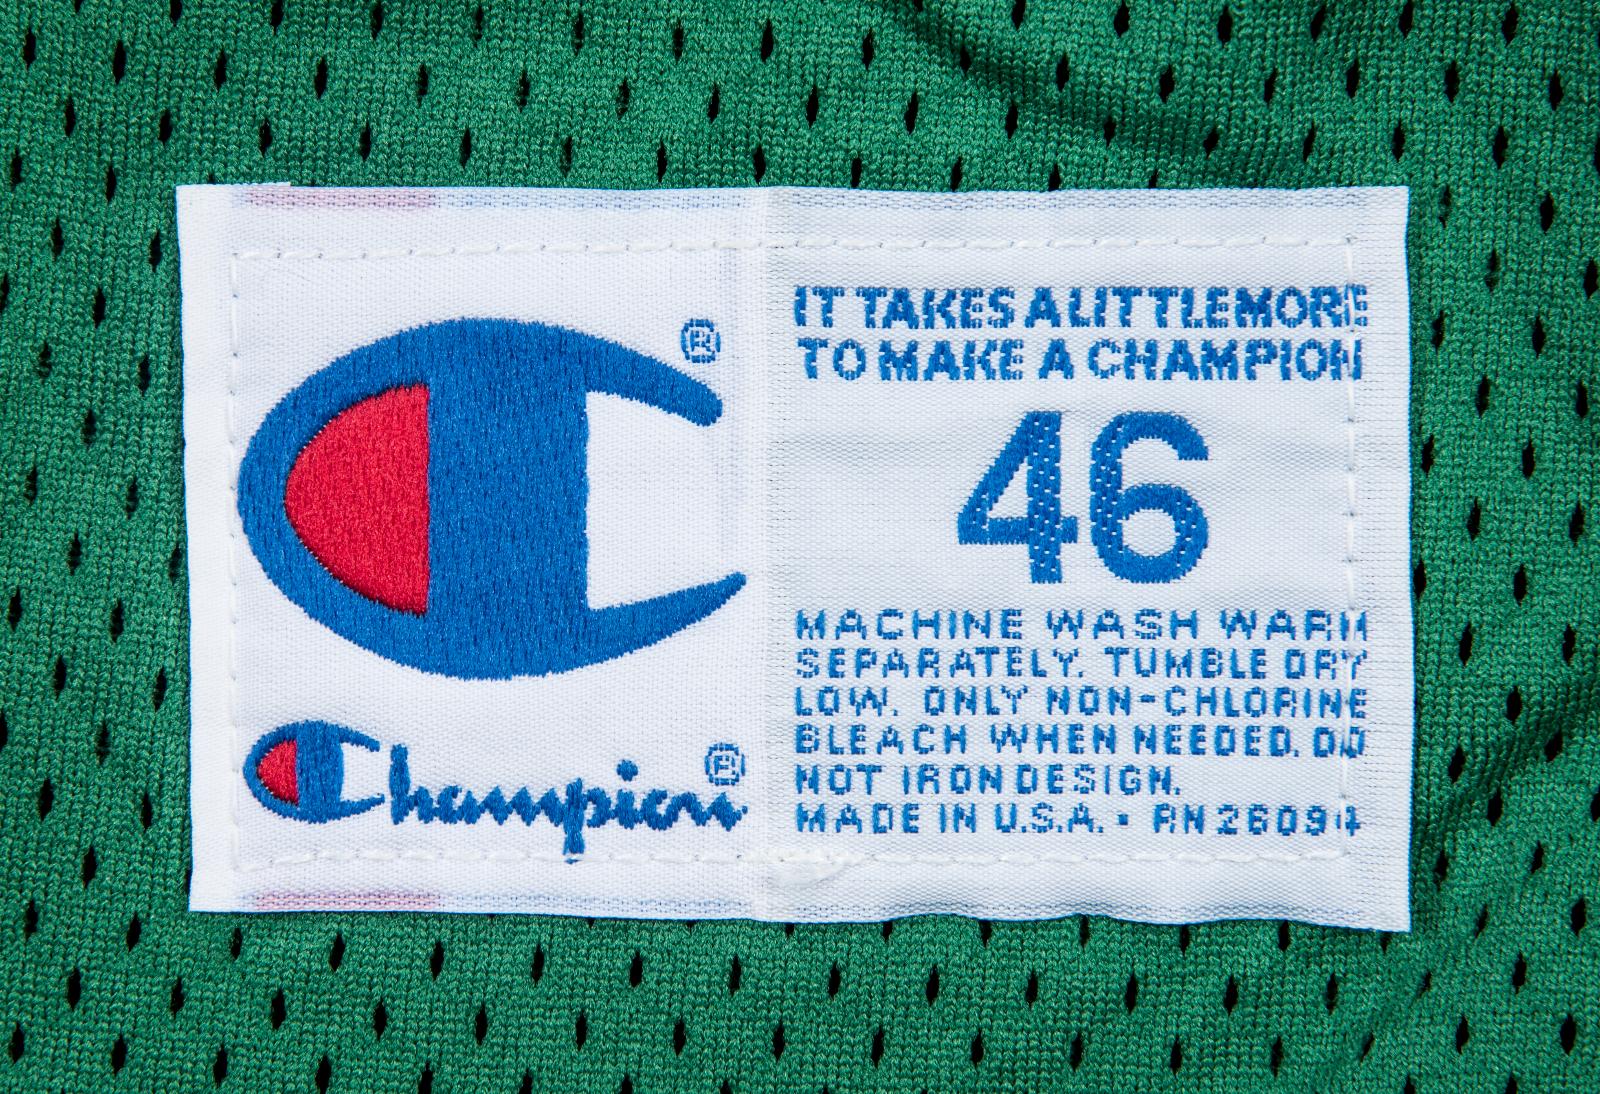 ®
Champion®
IT TAKES A LITTLE MORE
TO MAKE A CHAMPION
46
MACHINE WASH WARM
SEPARATELY. TUMBLE DRY
LOW. ONLY NON-CHLORINE
BLEACH WHEN NEEDED. DO
NOT IRON DESIGN.
MADE IN U.S.A. · RN 26094